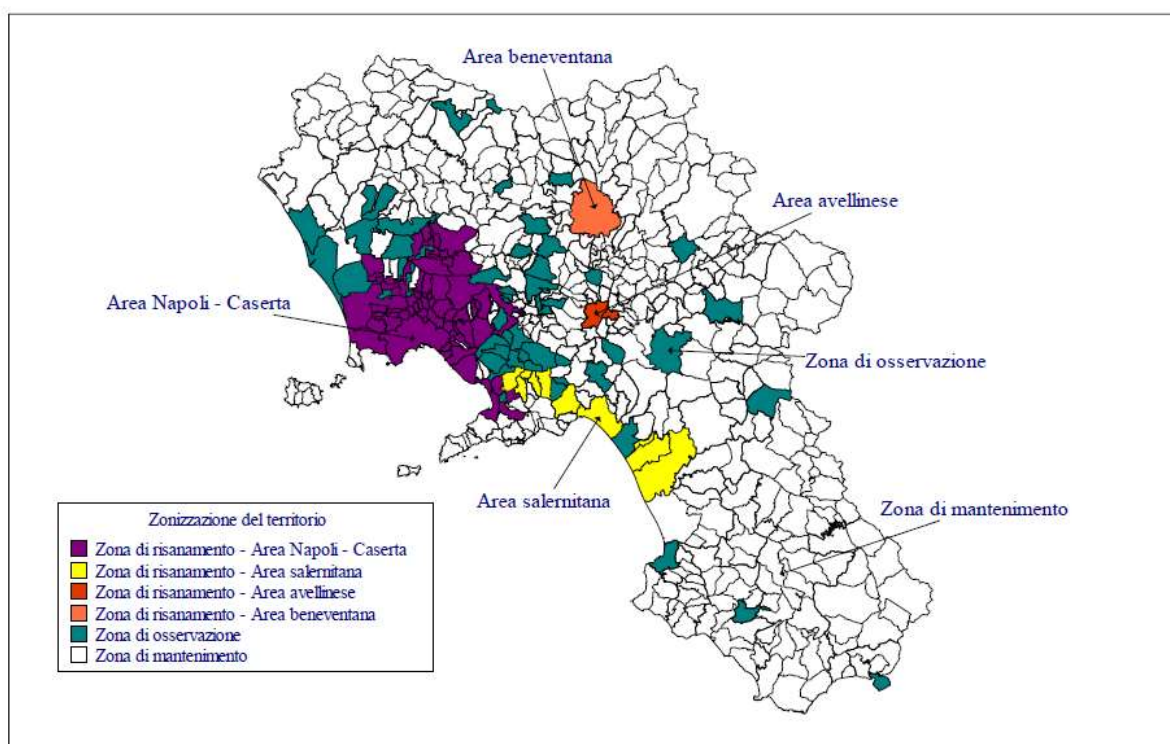 Area beneventana
Area avellinese
Area Napoli - Caserta
Zona di osservazione
Area salernitana
Zona di mantenimento
Zonizzazione del territorio
Zona di risanamento - Area Napoli - Caserta
Zona di risanamento - Area salernitana
Zona di risanamento - Area avellinese
Zona di risanamento - Area beneventana
Zona di osservazione
Zona di mantenimento